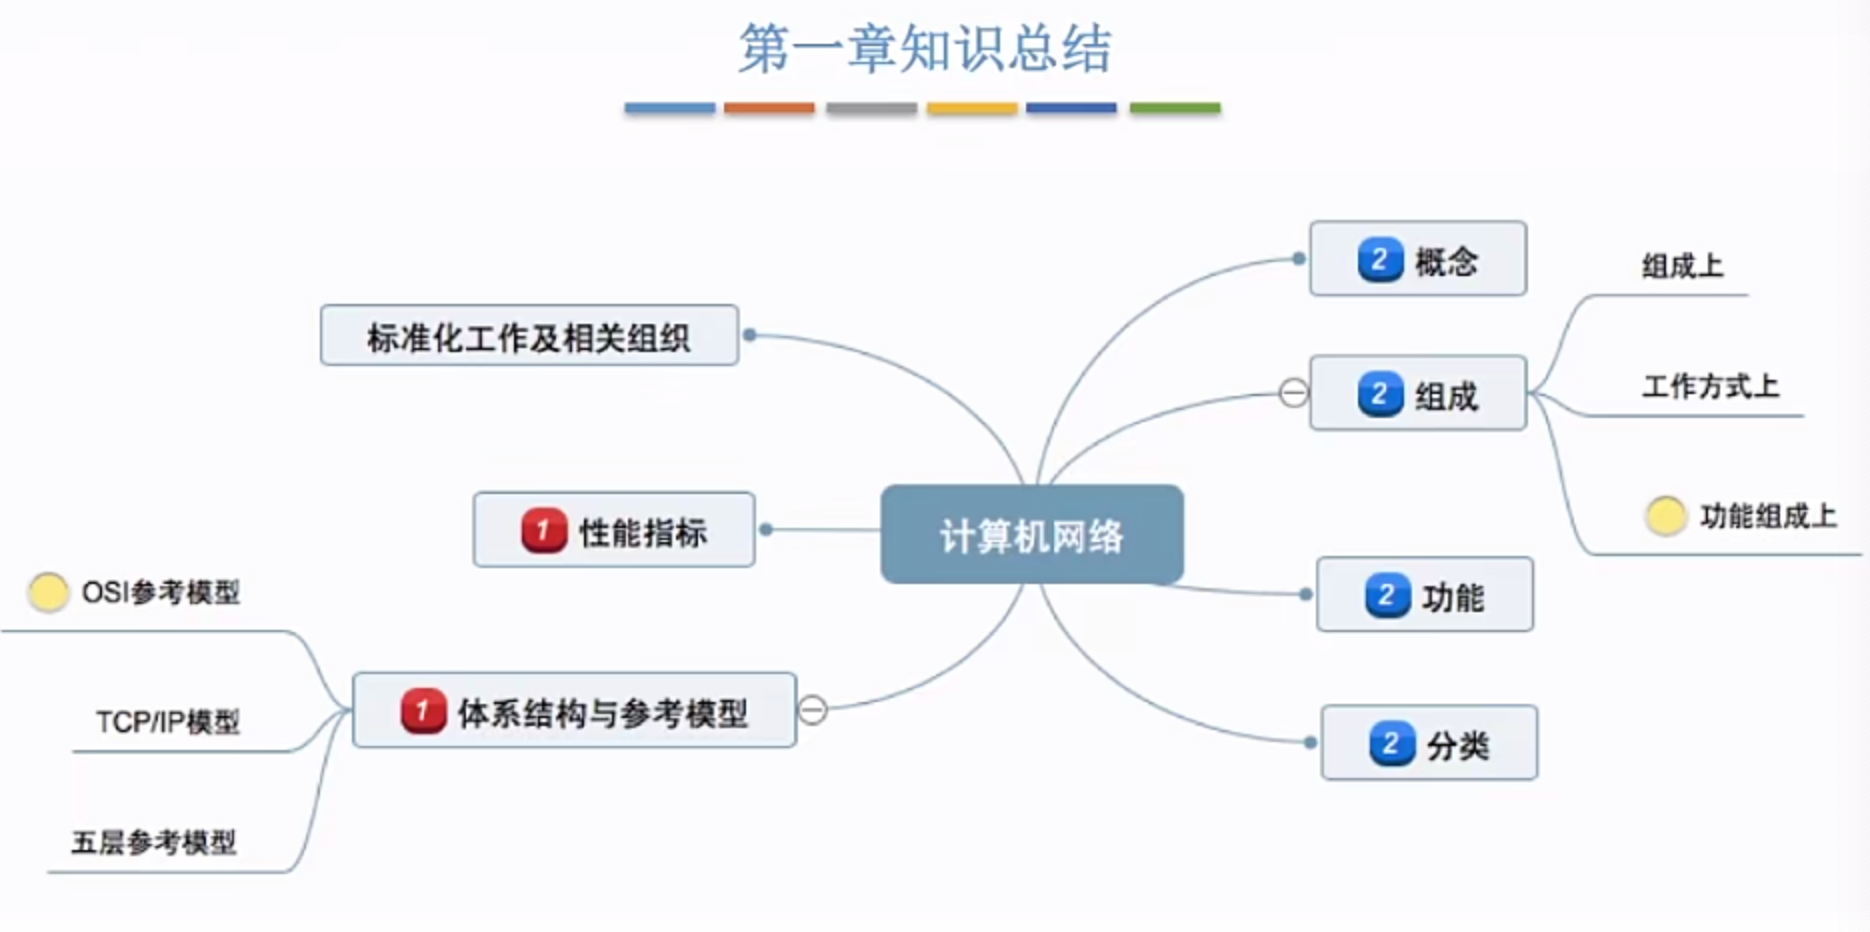 第一章知识总结
标准化工作及相关组织
1 性能指标
OSI参考模型
1 体系结构与参考模型
TCP/IP模型
五层参考模型
计算机网络
2 概念
2 组成
组成上
工作方式上
功能组成上
2 功能
2 分类